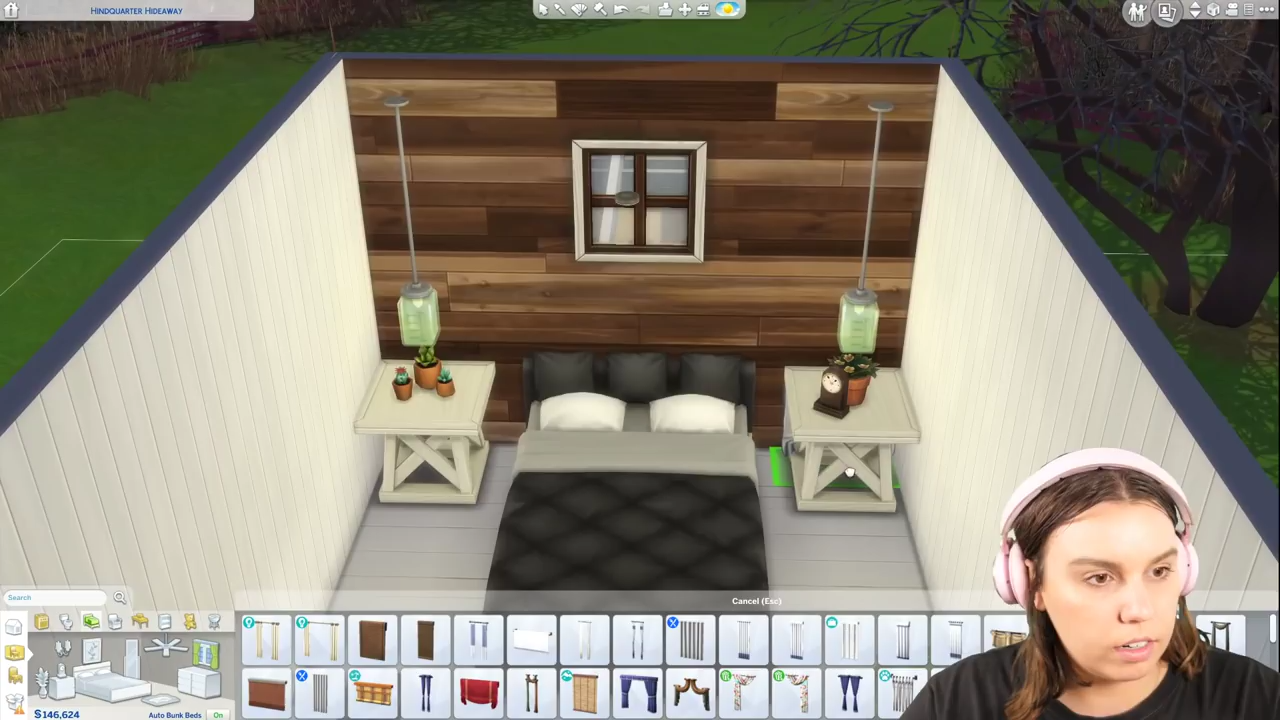 HINDQUARTER HIDEAWAY
Cancel (Esc)
Search
$146,624
Auto Bunk Beds
On